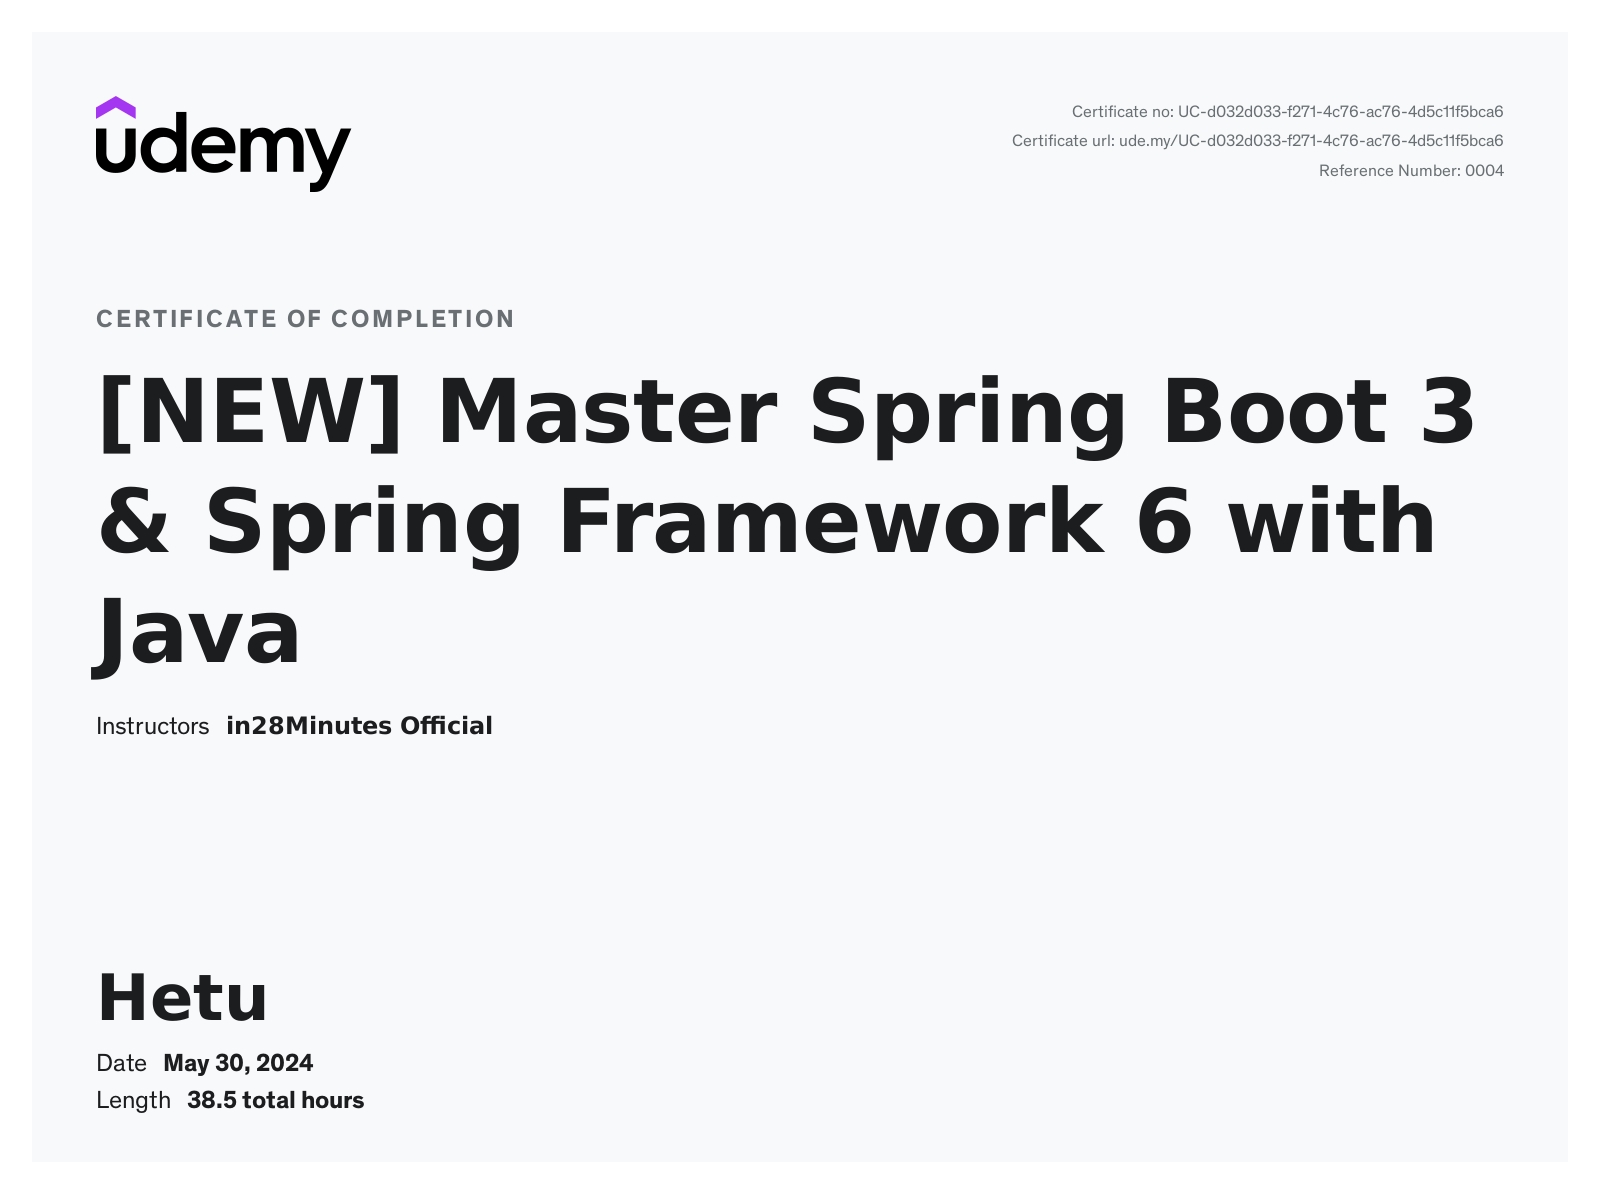 udemy
Certificate no: UC-d032d033-f271-4c76-ac76-4d5c11f5bca6
Certificate url: ude.my/UC-d032d033-f271-4c76-ac76-4d5c11f5bca6
Reference Number: 0004
CERTIFICATE OF COMPLETION
[NEW] Master Spring Boot 3
& Spring Framework 6 with
Java
Instructors in28Minutes Official
Hetu
Date May 30, 2024
Length 38.5 total hours